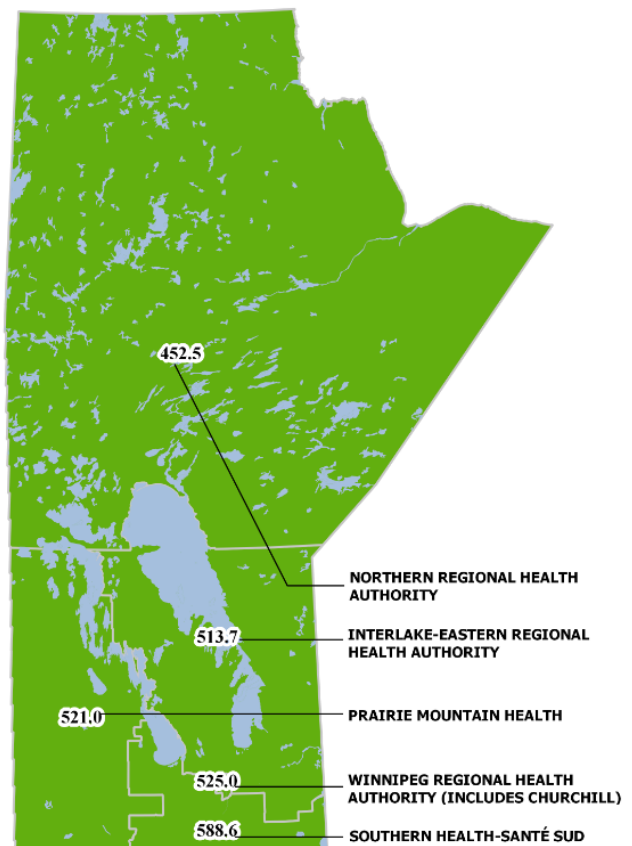 452.5
NORTHERN REGIONAL HEALTH
AUTHORITY
513.7
INTERLAKE-EASTERN REGIONAL
HEALTH AUTHORITY
521.0
PRAIRIE MOUNTAIN HEALTH
525.0
WINNIPEG REGIONAL HEALTH
AUTHORITY (INCLUDES CHURCHILL)
588.6
SOUTHERN HEALTH-SANTÉ SUD